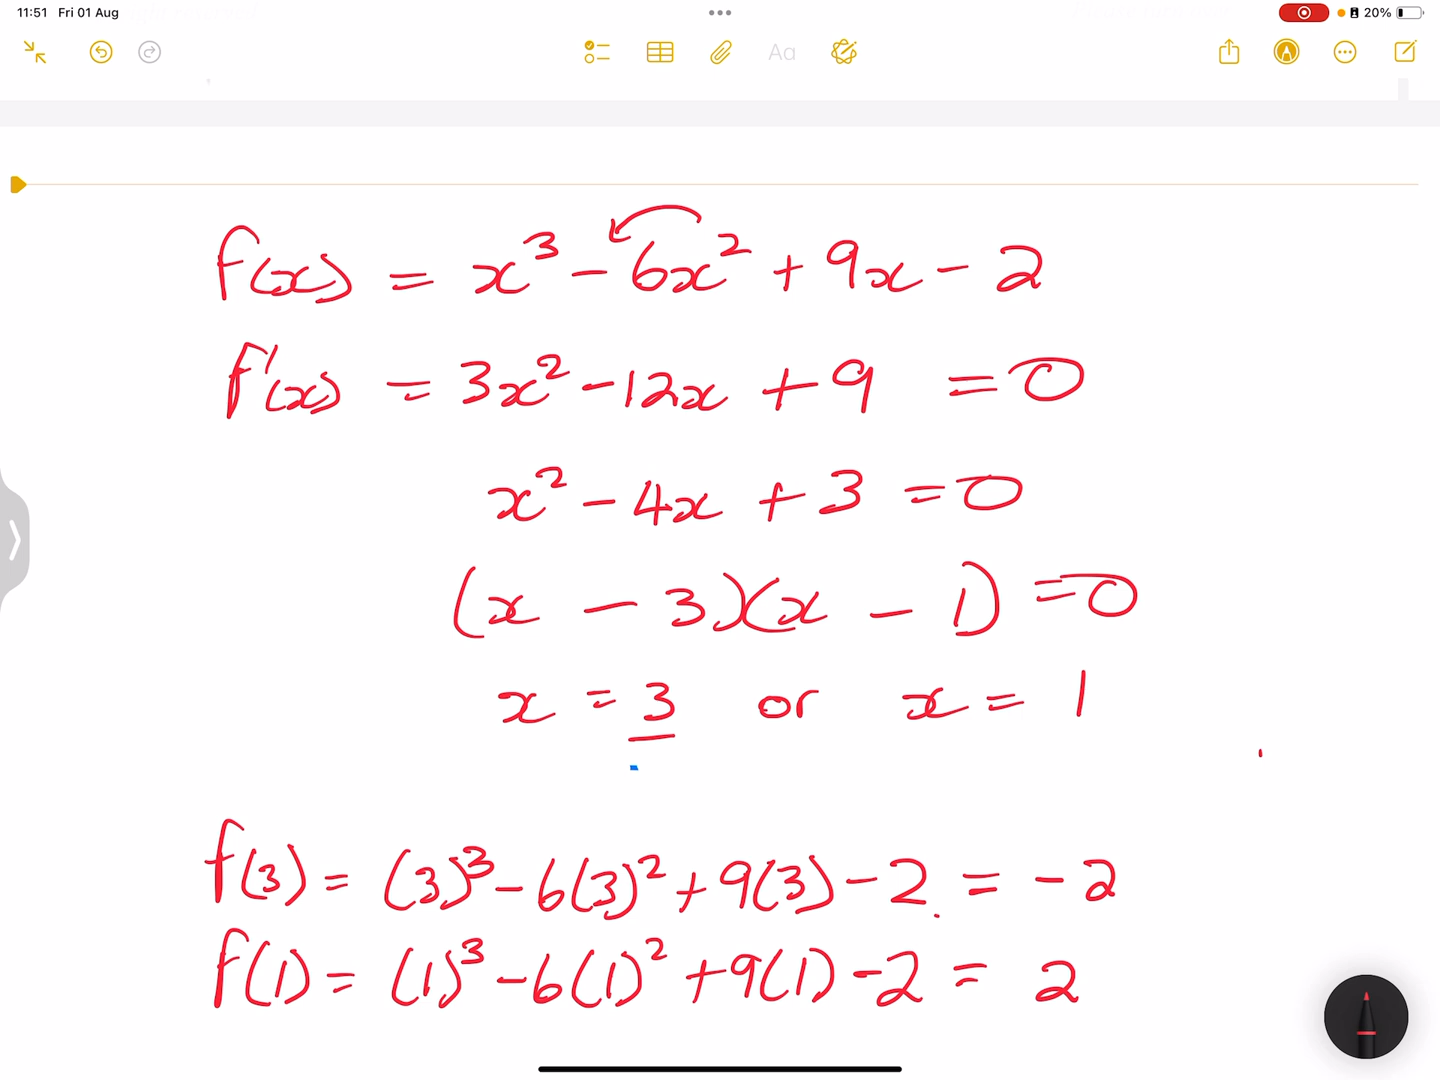 11:51 Fri 01 Aug 20%
Aa
f(x) = x³ - 6x² + 9x - 2
f'(x) = 3x² - 12x + 9 = 0
x² - 4x + 3 = 0
(x - 3)(x - 1) = 0
x = 3 or x = 1
f(3) = (3)³ - 6(3)² + 9(3) - 2 = -2
f(1) = (1)³ - 6(1)² + 9(1) - 2 = 2